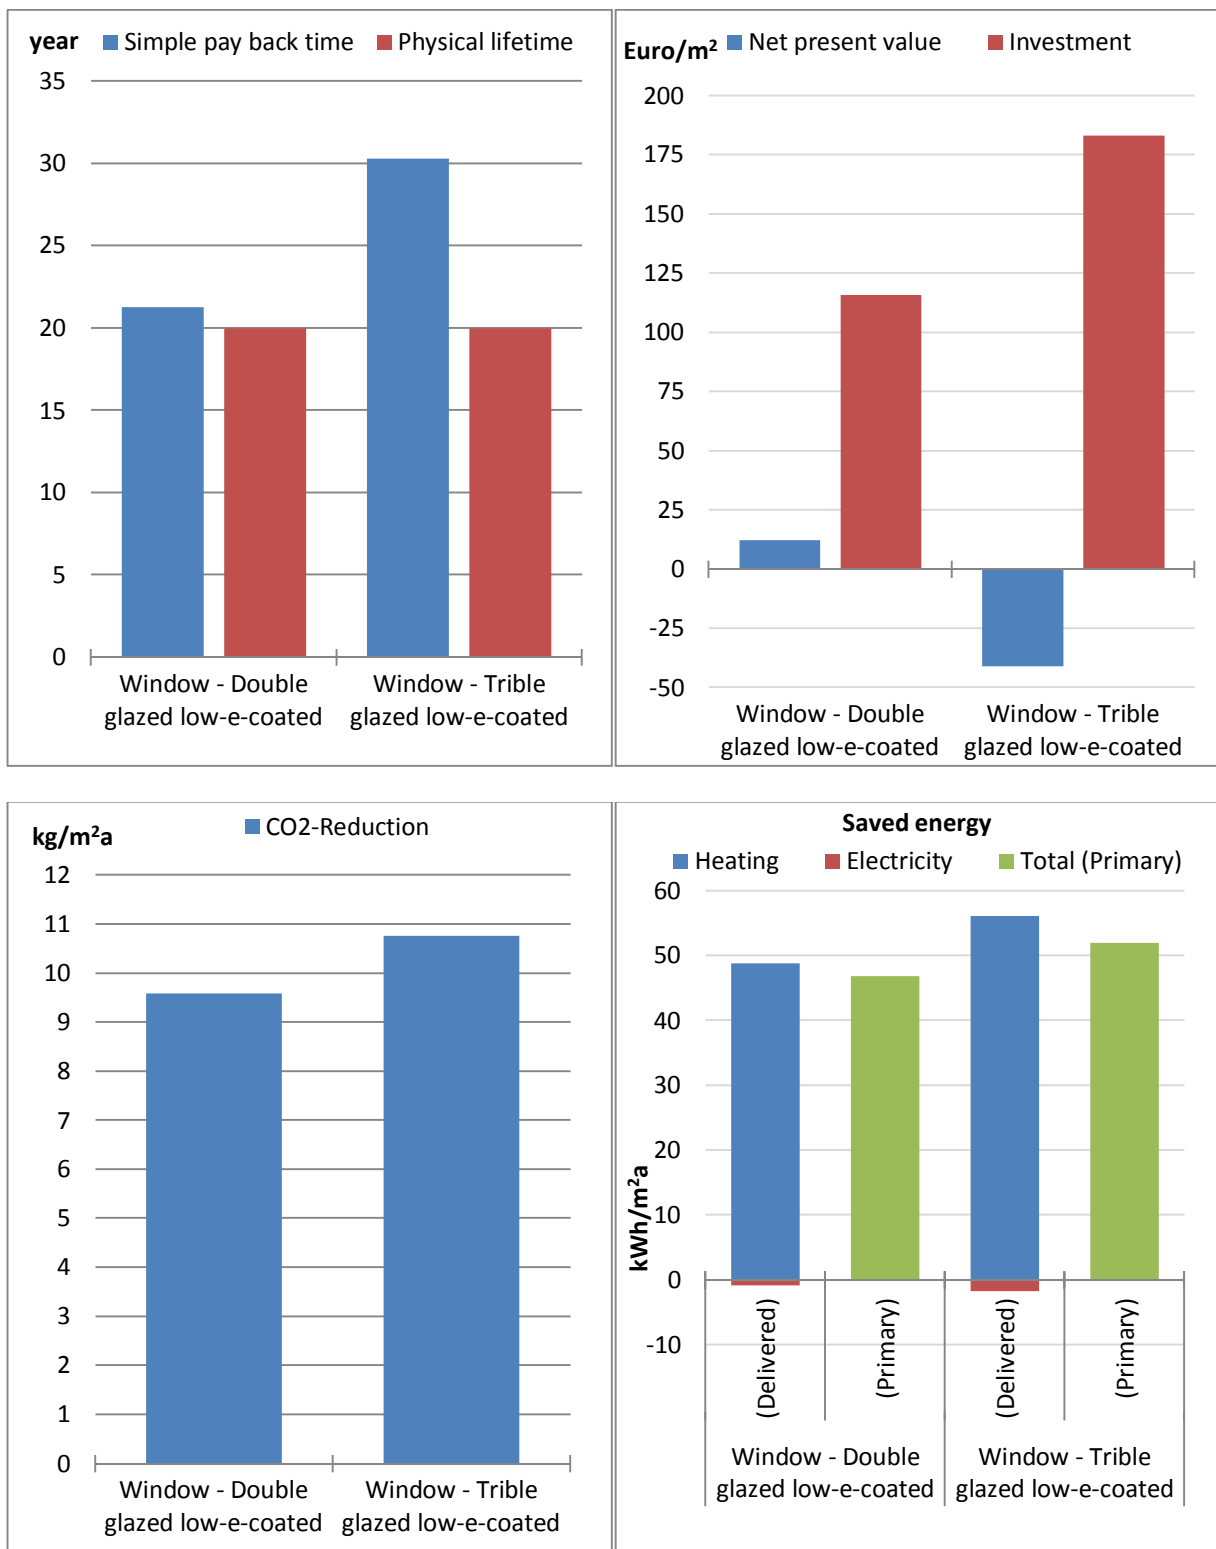 year Simple pay back time Physical lifetime
35
30
25
20
15
10
5
0
Window - Double
glazed low-e-coated
Window - Trible
glazed low-e-coated
Euro/m² Net present value Investment
200
175
150
125
100
75
50
25
0
-25
-50
Window - Double
glazed low-e-coated
Window - Trible
glazed low-e-coated
kg/m²a CO2-Reduction
12
11
10
9
8
7
6
5
4
3
2
1
0
Window - Double
glazed low-e-coated
Window - Trible
glazed low-e-coated
Saved energy
Heating Electricity Total (Primary)
kWh/m²a
60
50
40
30
20
10
0
-10
(Delivered)
(Primary)
(Delivered)
(Primary)
Window - Double
glazed low-e-coated
Window - Trible
glazed low-e-coated